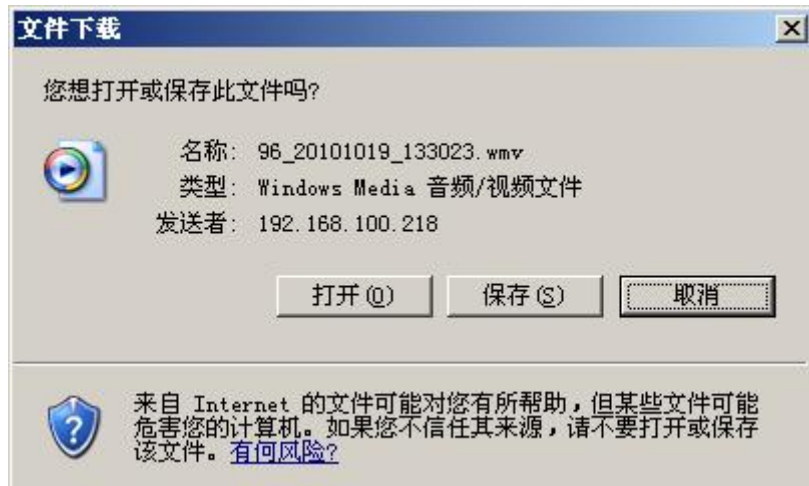 文件下载
您想打开或保存此文件吗?
名称: 96_20101019_133023.wmv
类型: Windows Media 音频/视频文件
发送者: 192.168.100.218
打开(O) 保存(S) 取消
来自 Internet 的文件可能对您有所帮助，但某些文件可能
危害您的计算机。如果您不信任其来源，请不要打开或保存
该文件。有何风险?